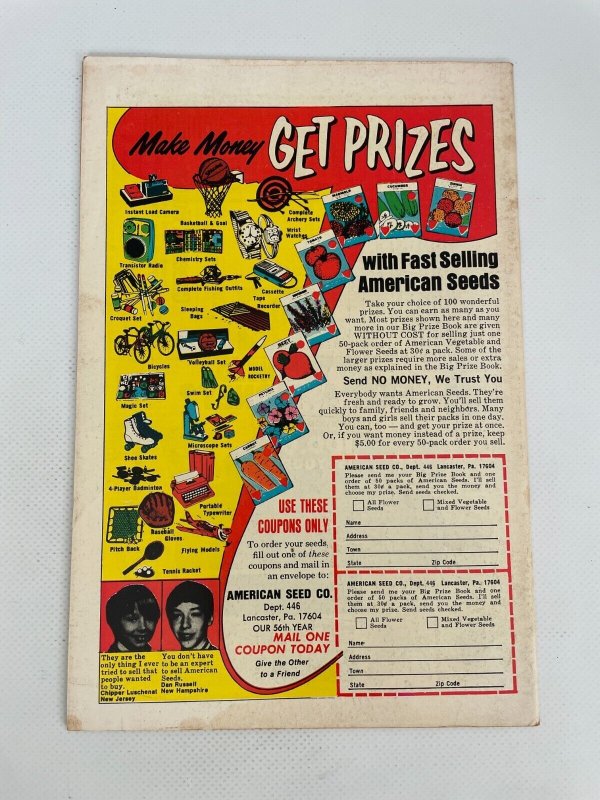 Make Money GET PRIZES
Instant Load Camera
Basketball & Goal
Complete
Archery Sets
Wrist
Watches
Transistor Radio
Chemistry Sets
Complete Fishing Outfits
Cassette
Tape
Recorder
Croquet Set
Sleeping
Bags
Bicycles
Volleyball Set
MODEL
ROCKETRY
Magic Set
Swim Set
Shoe Skates
Microscope Sets
4-Player Badminton
Portable
Typewriter
Baseball
Gloves
Pitch Back
Flying Models
Tennis Racket
CUCUMBER
TOMATO
BEET
with Fast Selling
American Seeds
Take your choice of 100 wonderful
prizes. You can earn as many as you
want. Most prizes shown here and many
more in our Big Prize Book are given
WITHOUT COST for selling just one
50-pack order of American Vegetable and
Flower Seeds at 30¢ a pack. Some of the
larger prizes require more sales or extra
money as explained in the Big Prize Book.
Send NO MONEY, We Trust You
Everybody wants American Seeds. They're
fresh and ready to grow. You'll sell them
quickly to family, friends and neighbors. Many
boys and girls sell their packs in one day.
You can, too — and get your prize at once.
Or, if you want money instead of a prize, keep
$5.00 for every 50-pack order you sell.
USE THESE
COUPONS ONLY
To order your seeds,
fill out one of these
coupons and mail in
an envelope to:
AMERICAN SEED CO.
Dept. 446
Lancaster, Pa. 17604
OUR 56th YEAR
MAIL ONE
COUPON TODAY
Give the Other
to a Friend
They are the
only thing I ever
tried to sell that
people wanted
to buy.
Chipper Luschenat
New Jersey
You don't have
to be an expert
to sell American
Seeds.
Dan Russell
New Hampshire
AMERICAN SEED CO., Dept. 446 Lancaster, Pa. 17604
Please send me your Big Prize Book and one
order of 50 packs of American Seeds. I'll sell
them at 30¢ a pack, send you the money and
choose my prize. Send seeds checked.
All Flower
Seeds
Mixed Vegetable
and Flower Seeds
Name
Address
Town
State Zip Code
AMERICAN SEED CO., Dept. 446 Lancaster, Pa. 17604
Please send me your Big Prize Book and one
order of 50 packs of American Seeds. I'll sell
them at 30¢ a pack, send you the money and
choose my prize. Send seeds checked.
All Flower
Seeds
Mixed Vegetable
and Flower Seeds
Name
Address
Town
State Zip Code